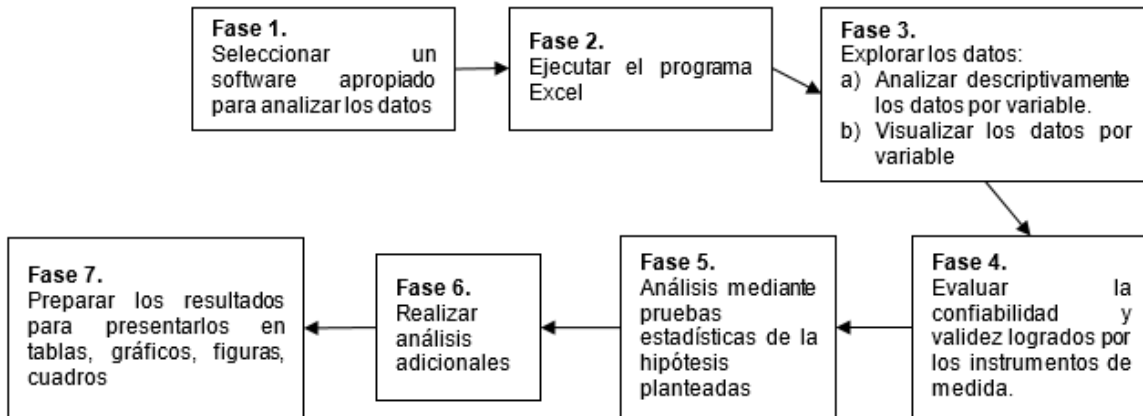 Fase 1.
Seleccionar un
software apropiado
para analizar los datos
Fase 2.
Ejecutar el programa
Excel
Fase 3.
Explorar los datos:
a) Analizar descriptivamente
los datos por variable.
b) Visualizar los datos por
variable
Fase 4.
Evaluar la
confiabilidad y
validez logrados por
los instrumentos de
medida.
Fase 5.
Análisis mediante
pruebas
estadísticas de la
hipótesis
planteadas
Fase 6.
Realizar
análisis
adicionales
Fase 7.
Preparar los resultados
para presentarlos en
tablas, gráficos, figuras,
cuadros